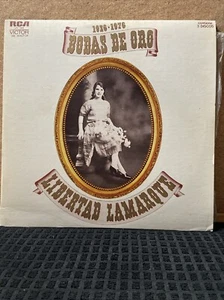 RCA
VICTOR
1926-1976
BODAS DE ORO
LIBERTAD LAMARQUE